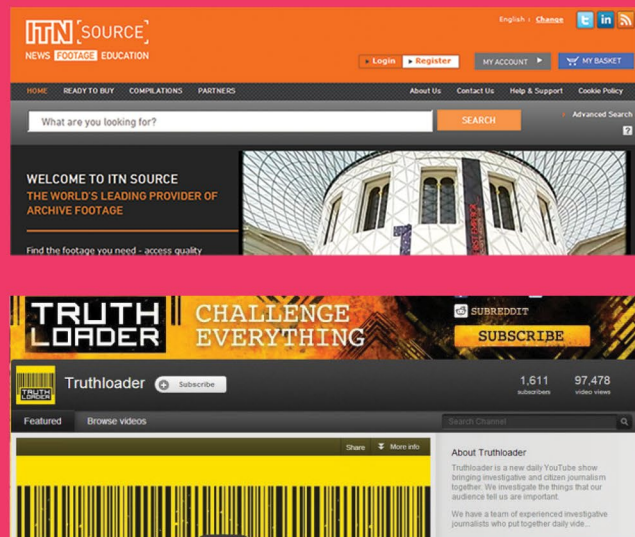 English : Change
ITN [SOURCE]
NEWS FOOTAGE EDUCATION
Login Register MY ACCOUNT MY BASKET
HOME READY TO BUY COMPILATIONS PARTNERS About Us Contact Us Help & Support Cookie Policy
What are you looking for? SEARCH Advanced Search
?
WELCOME TO ITN SOURCE
THE WORLD'S LEADING PROVIDER OF
ARCHIVE FOOTAGE
Find the footage you need - access quality
TRUTH LOADER
CHALLENGE
EVERYTHING
SUBREDDIT
SUBSCRIBE
TRUTH
LOADER
Truthloader Subscribe
1,611 97,478
subscribers video views
Featured Browse videos Search Channel
Share More info
About Truthloader
Truthloader is a new daily YouTube show
bringing investigative and citizen journalism
together. We investigate the things that our
audience tell us are important.
We have a team of experienced investigative
journalists who put together daily vide...